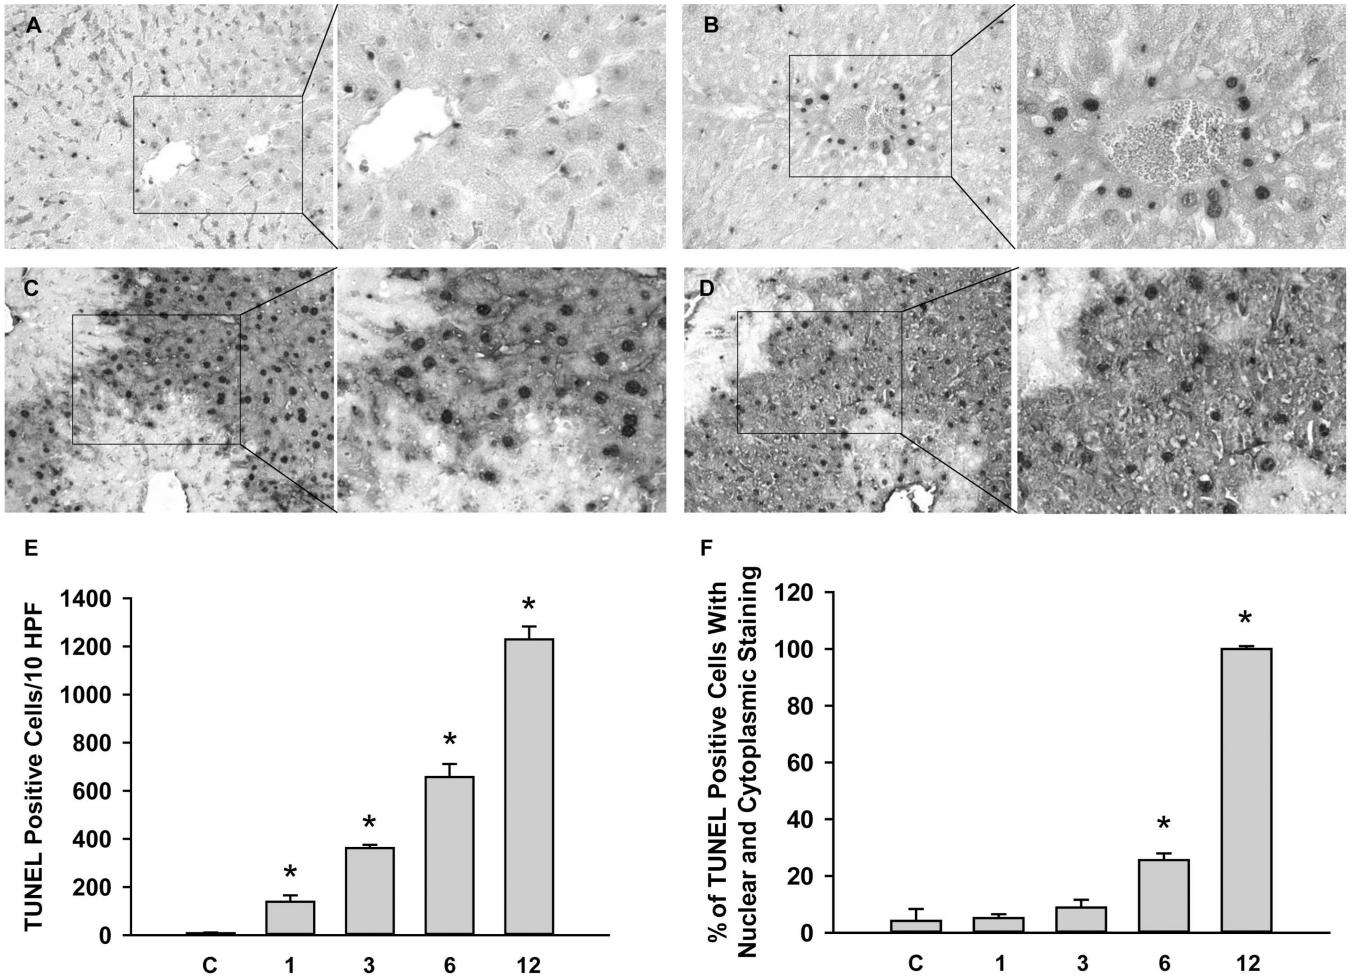 A
B
C
D
E
TUNEL Positive Cells/10 HPF
1400
1200
1000
800
600
400
200
0
*
*
*
*
C 1 3 6 12
F
% of TUNEL Positive Cells With
Nuclear and Cytoplasmic Staining
120
100
80
60
40
20
0
*
*
C 1 3 6 12